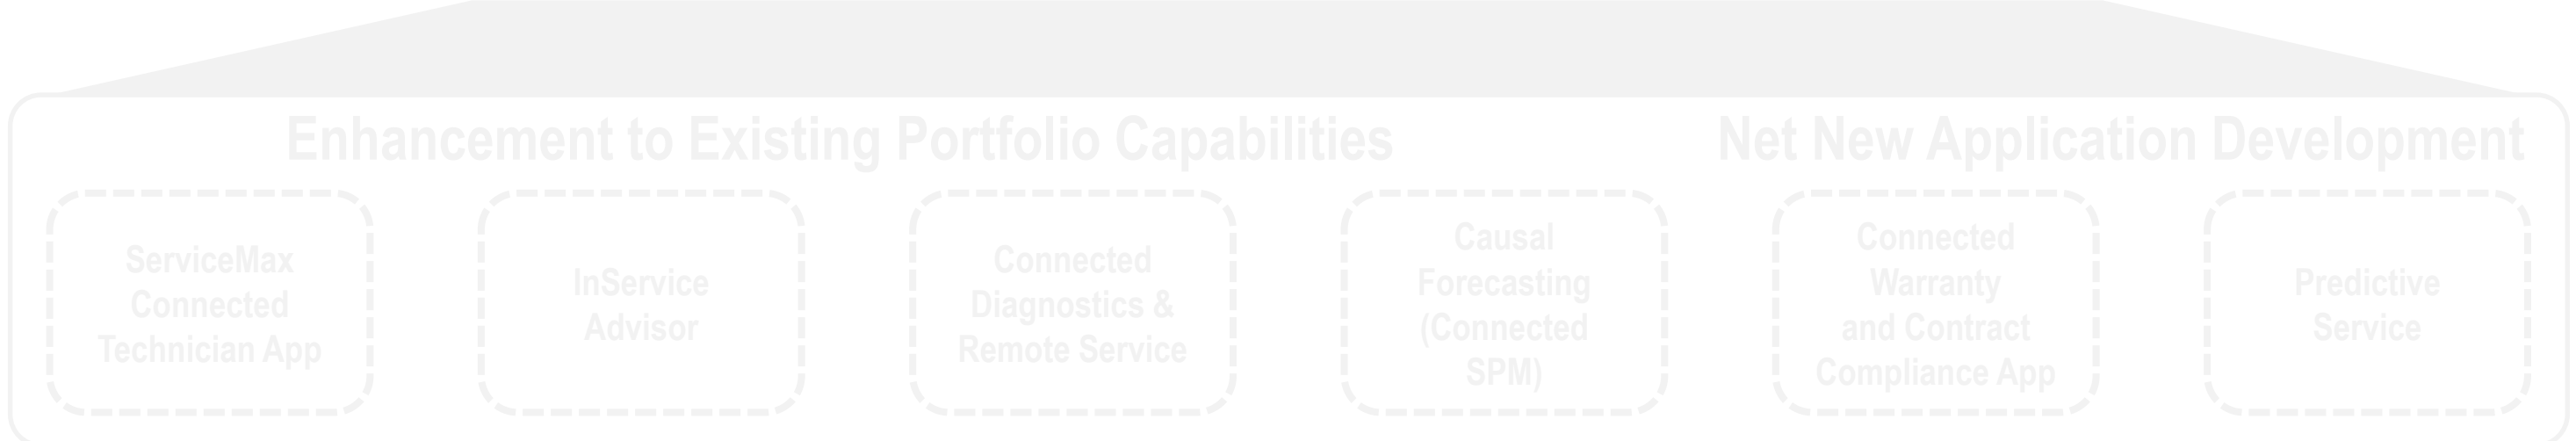 Enhancement to Existing Portfolio Capabilities
Net New Application Development
ServiceMax
Connected
Technician App
InService
Advisor
Connected
Diagnostics &
Remote Service
Causal
Forecasting
(Connected
SPM)
Connected
Warranty
and Contract
Compliance App
Predictive
Service